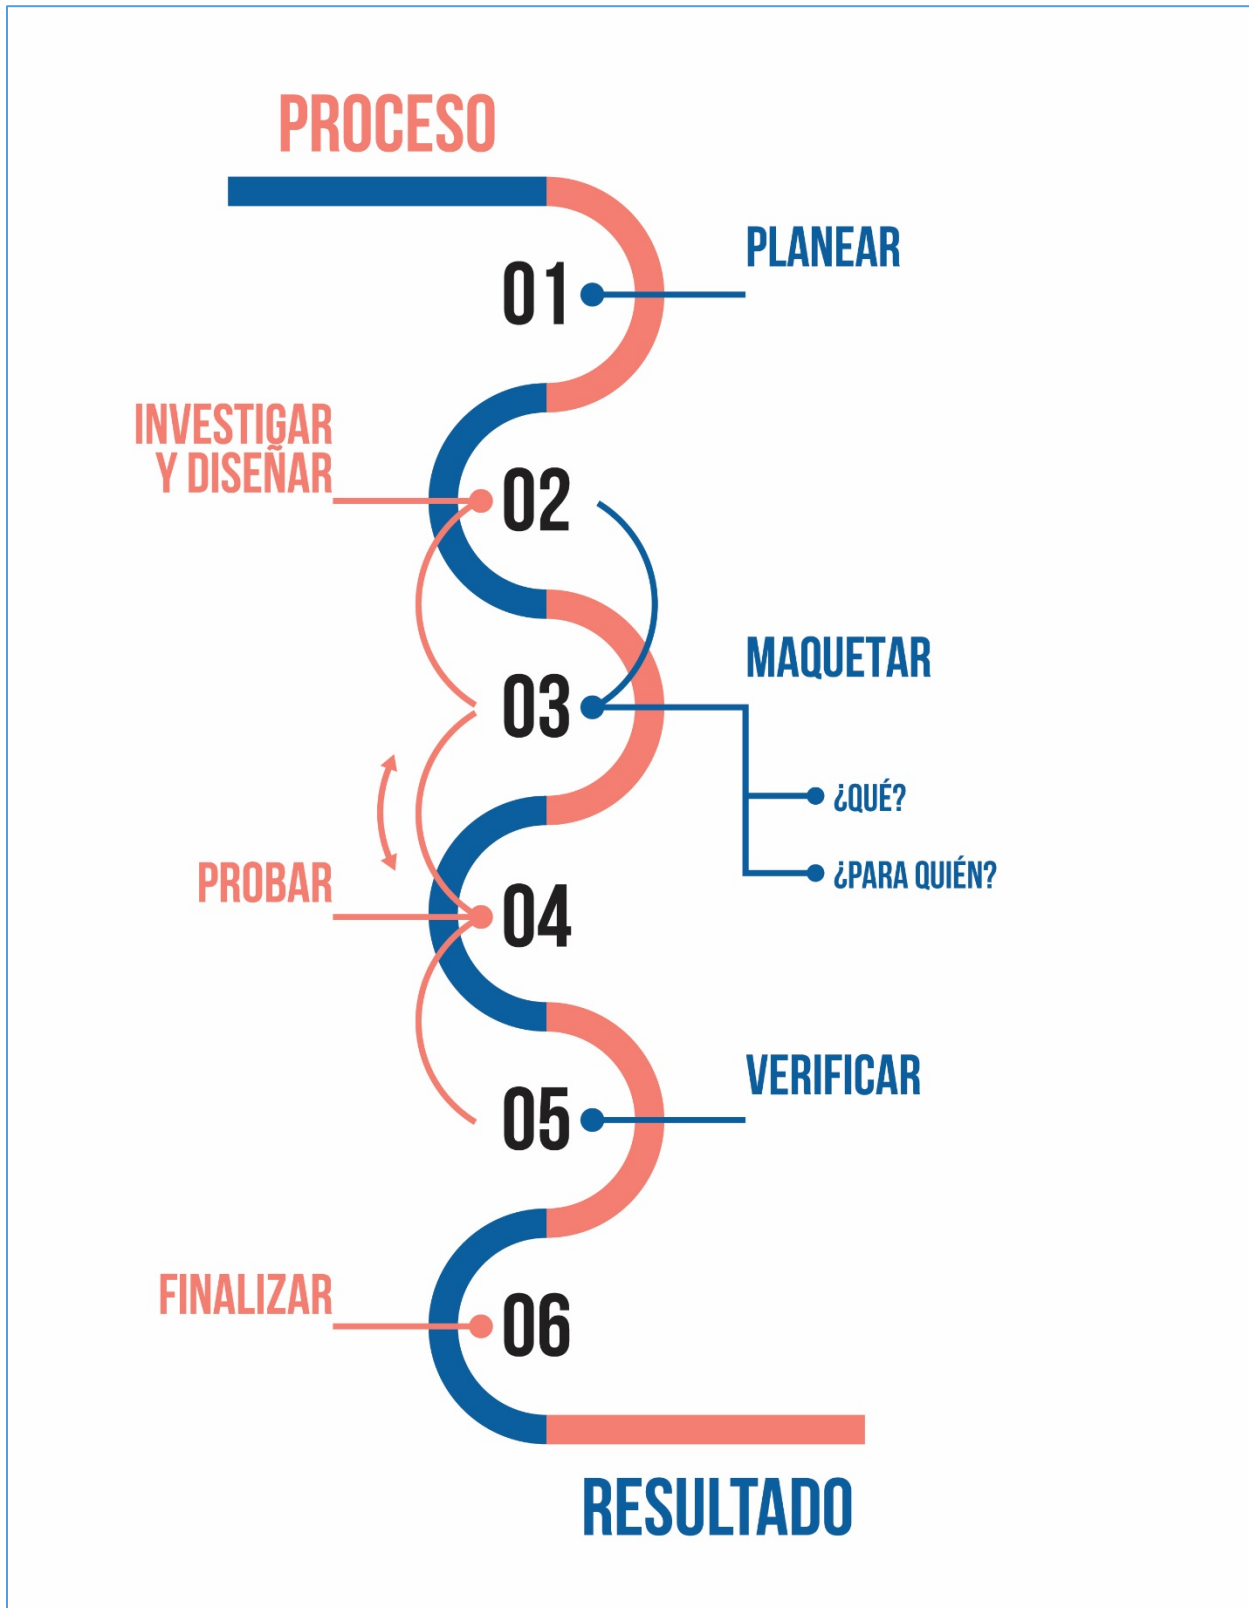 PROCESO
PLANEAR
01
INVESTIGAR
Y DISEÑAR
02
MAQUETAR
03
¿QUÉ?
¿PARA QUIÉN?
PROBAR
04
VERIFICAR
05
FINALIZAR
06
RESULTADO